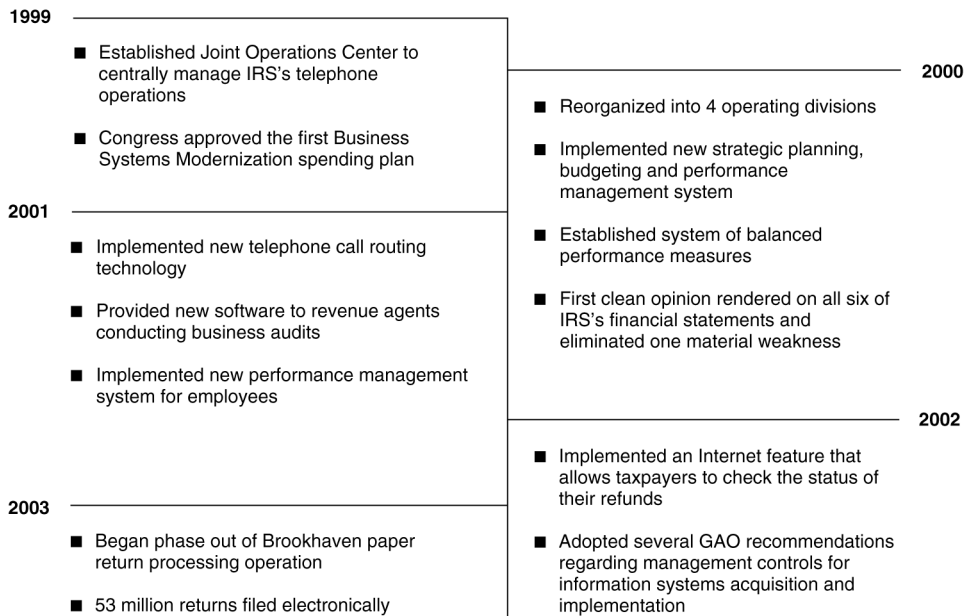 1999
■ Established Joint Operations Center to
centrally manage IRS's telephone
operations
■ Congress approved the first Business
Systems Modernization spending plan
2000
■ Reorganized into 4 operating divisions
■ Implemented new strategic planning,
budgeting and performance
management system
■ Established system of balanced
performance measures
■ First clean opinion rendered on all six of
IRS's financial statements and
eliminated one material weakness
2001
■ Implemented new telephone call routing
technology
■ Provided new software to revenue agents
conducting business audits
■ Implemented new performance management
system for employees
2002
■ Implemented an Internet feature that
allows taxpayers to check the status of
their refunds
■ Adopted several GAO recommendations
regarding management controls for
information systems acquisition and
implementation
2003
■ Began phase out of Brookhaven paper
return processing operation
■ 53 million returns filed electronically